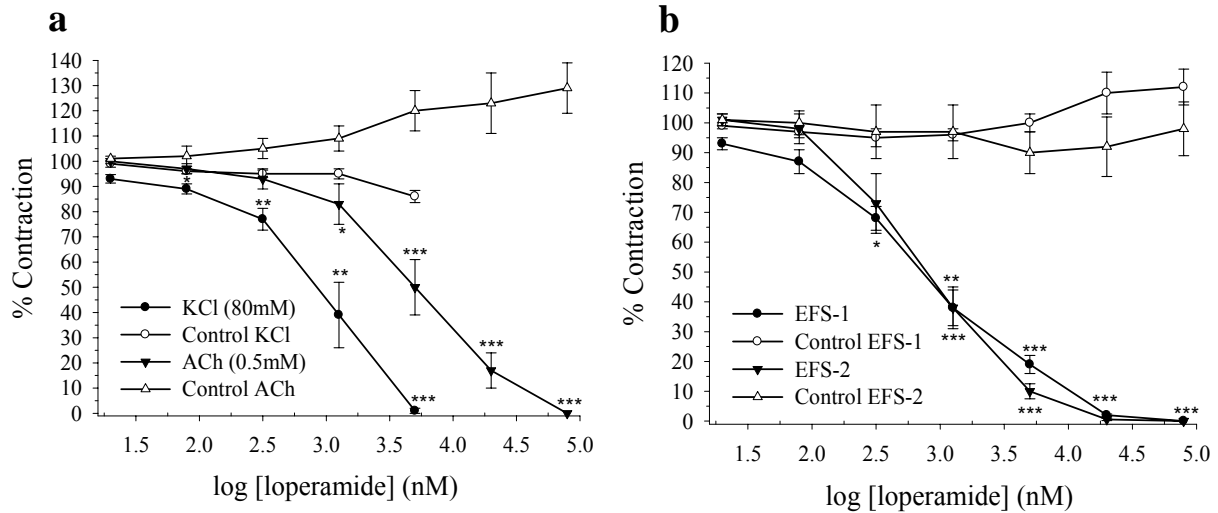 a
140
130
120
110
100
90
80
70
60
50
40
30
20
10
0
% Contraction
*
**
*
**
***
***
***
***
KCl (80mM)
Control KCl
ACh (0.5mM)
Control ACh
1.5 2.0 2.5 3.0 3.5 4.0 4.5 5.0
log [loperamide] (nM)
b
120
110
100
90
80
70
60
50
40
30
20
10
0
% Contraction
*
**
***
***
***
***
***
EFS-1
Control EFS-1
EFS-2
Control EFS-2
1.5 2.0 2.5 3.0 3.5 4.0 4.5 5.0
log [loperamide] (nM)